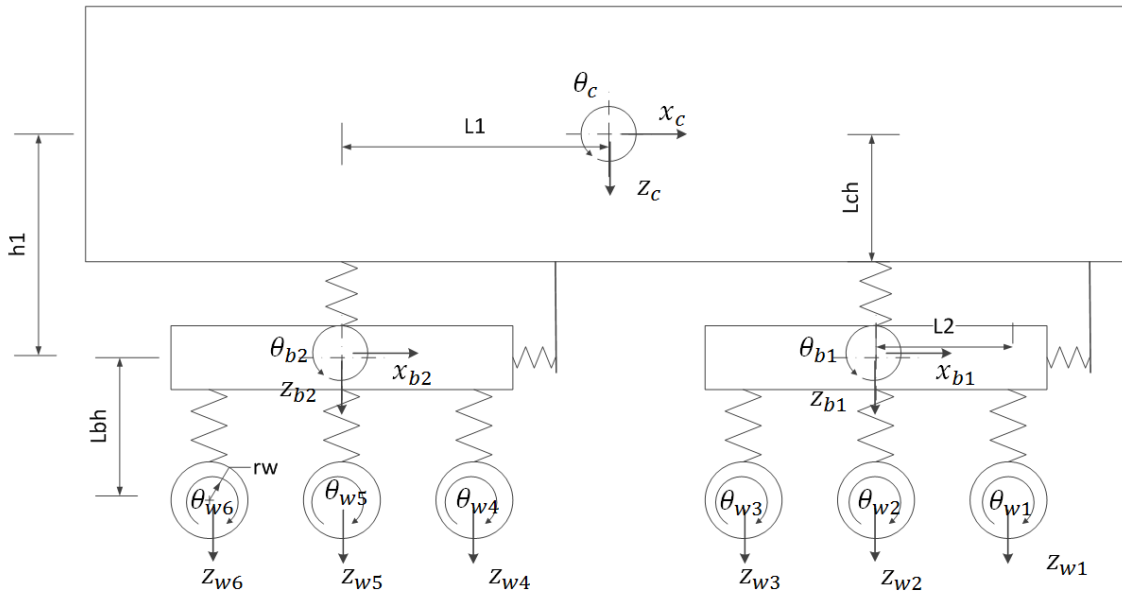 θc
xc
L1
zc
Lch
h1
L2
θb2
xb2
zb2
θb1
xb1
zb1
Lbh
rw
θw6
θw5
θw4
θw3
θw2
θw1
zw6
zw5
zw4
zw3
zw2
zw1